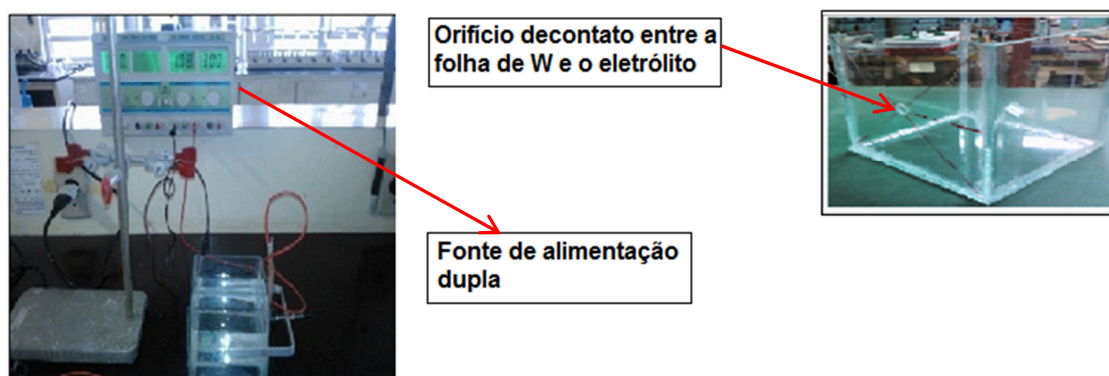 Orifício decontato entre a
folha de W e o eletrólito
Fonte de alimentação
dupla